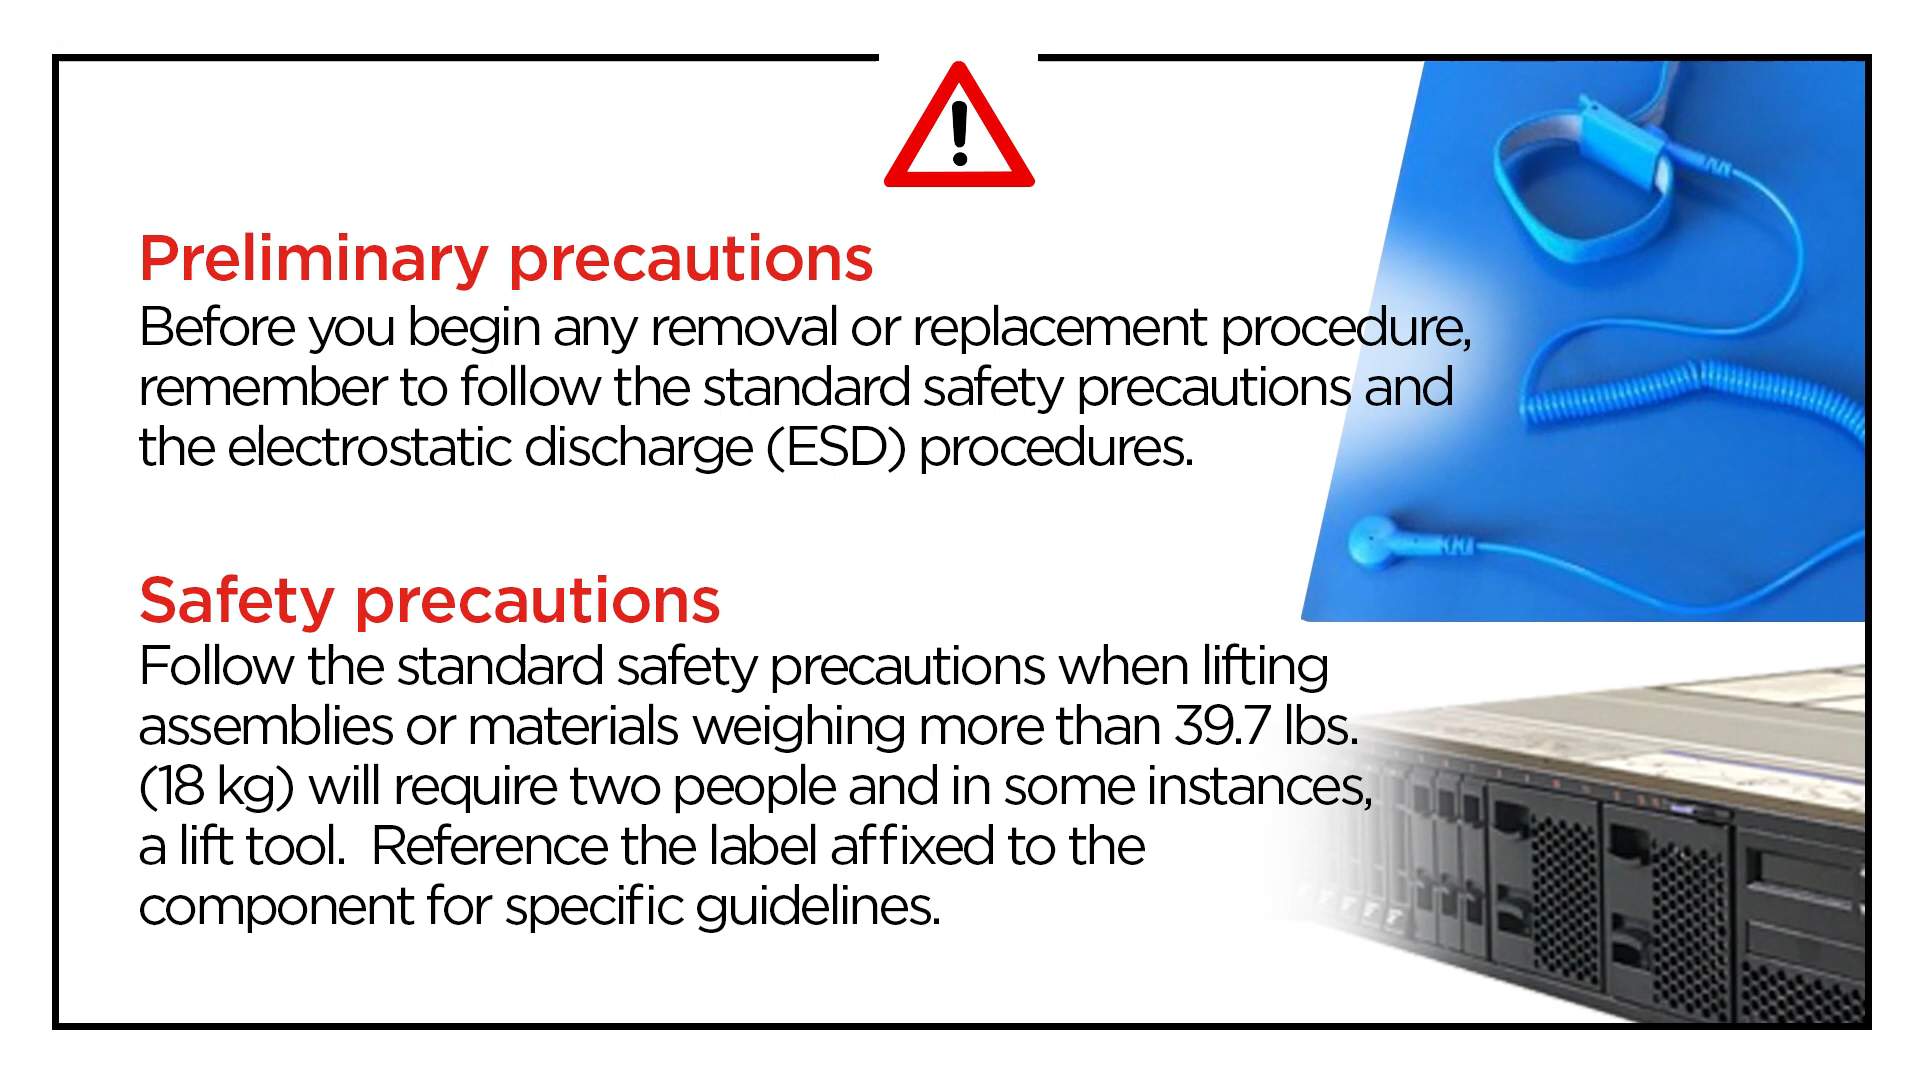 Preliminary precautions
Before you begin any removal or replacement procedure,
remember to follow the standard safety precautions and
the electrostatic discharge (ESD) procedures.
Safety precautions
Follow the standard safety precautions when lifting
assemblies or materials weighing more than 39.7 lbs.
(18 kg) will require two people and in some instances,
a lift tool.  Reference the label affixed to the
component for specific guidelines.